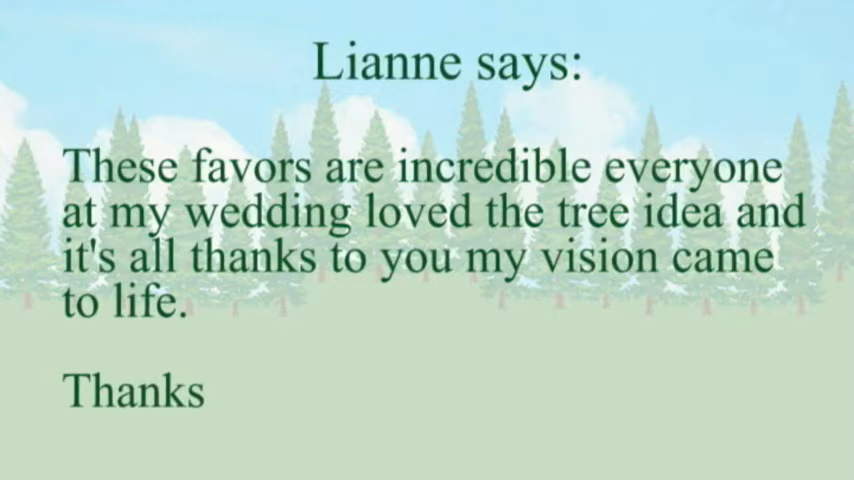 Lianne says:
These favors are incredible everyone
at my wedding loved the tree idea and
it's all thanks to you my vision came
to life.
Thanks